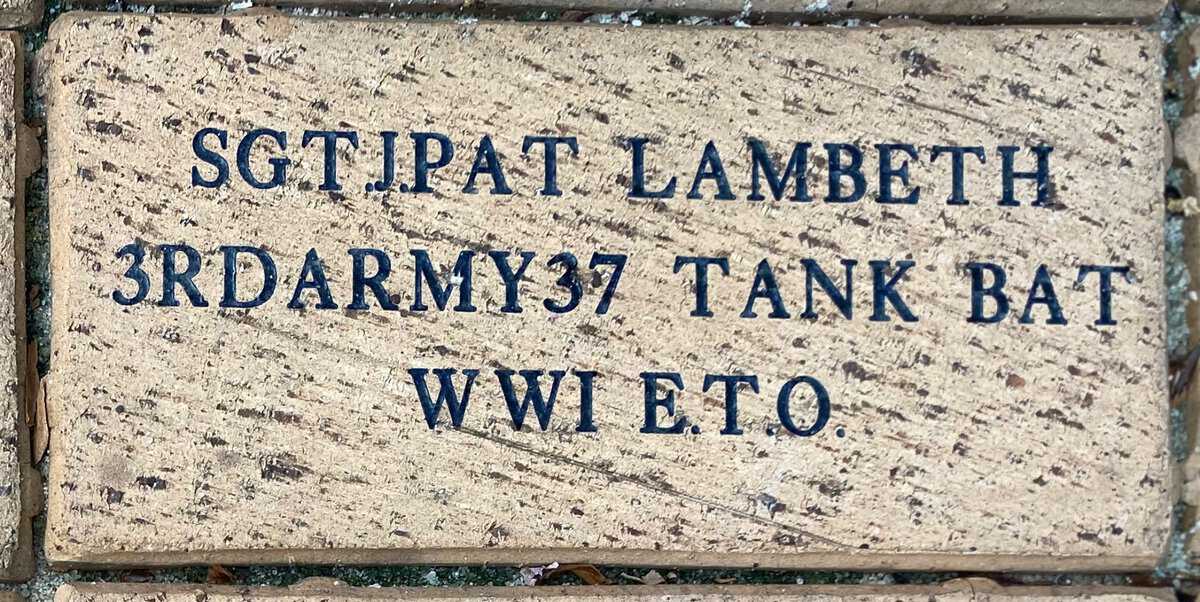 SGT.J.PAT LAMBETH
3RDARMY37 TANK BAT
WWI E.T.O.